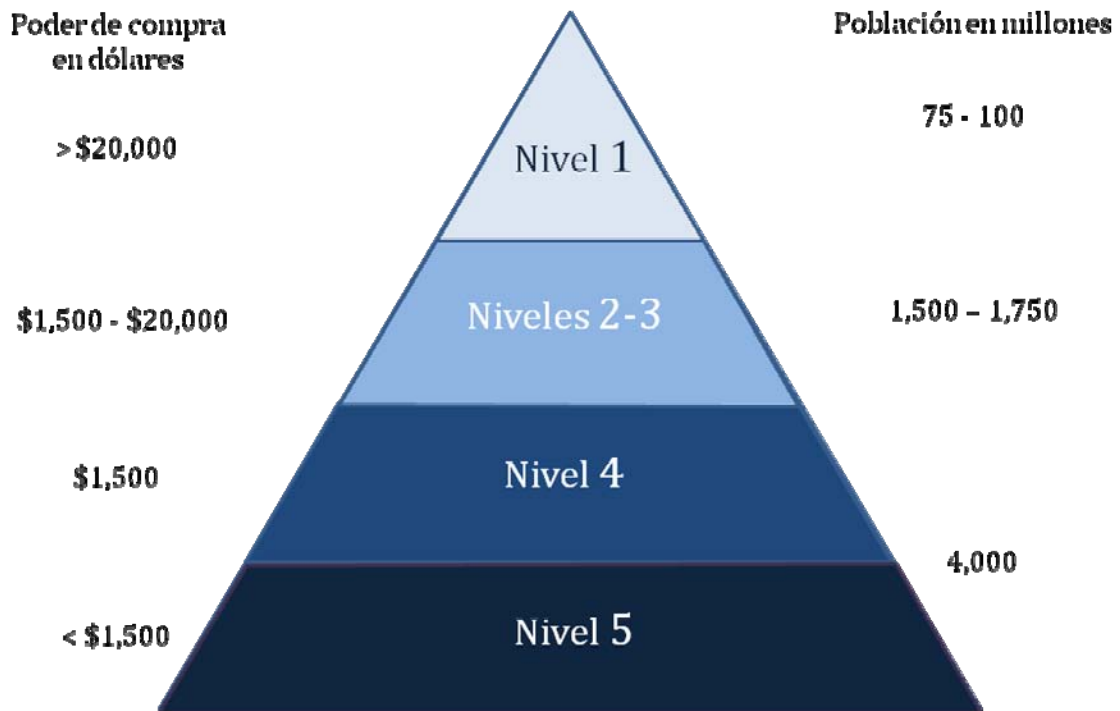 Poder de compra
en dólares
Población en millones
75 - 100
> $20,000
Nivel 1
$1,500 - $20,000
Niveles 2-3
1,500 – 1,750
$1,500
Nivel 4
4,000
< $1,500
Nivel 5